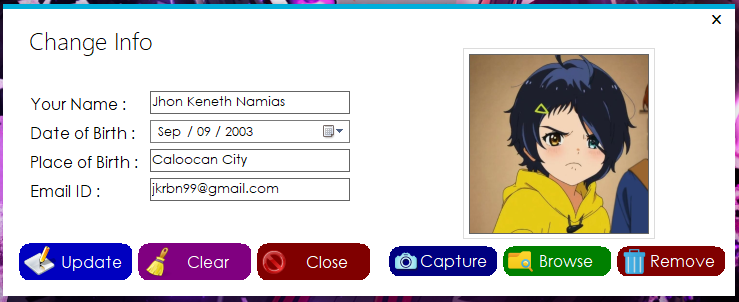 Change Info
Your Name : Jhon Keneth Namias
Date of Birth : Sep / 09 / 2003
Place of Birth : Caloocan City
Email ID : jkrbn99@gmail.com
Update Clear Close Capture Browse Remove